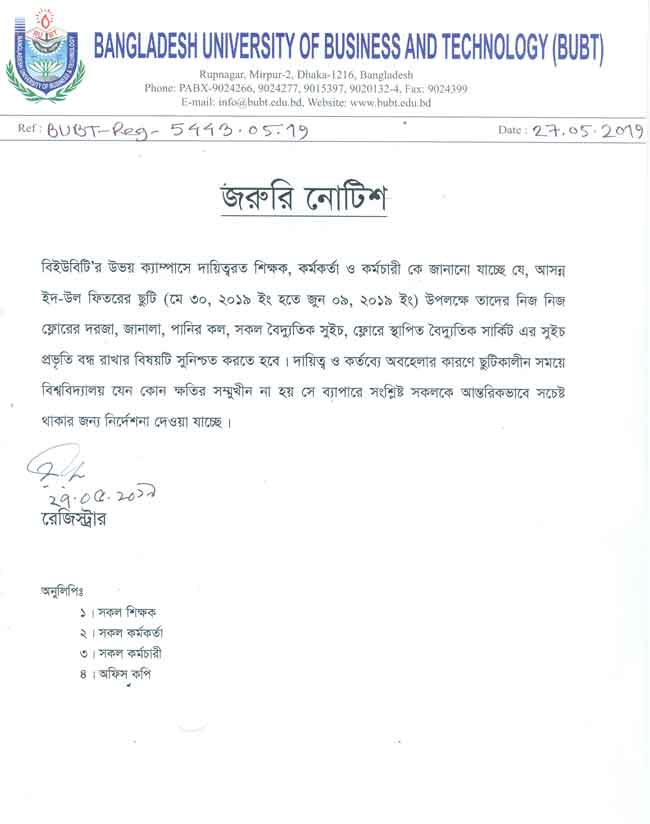 BANGLADESH UNIVERSITY OF BUSINESS AND TECHNOLOGY (BUBT)
Rupnagar, Mirpur-2, Dhaka-1216, Bangladesh
Phone: PABX-9024266, 9024277, 9015397, 9020132-4, Fax: 9024399
E-mail: info@bubt.edu.bd, Website: www.bubt.edu.bd
Ref : BUBT-Reg- 5443.05.19 Date : 27.05.2019
জরুরি নোটিশ
বিইউবিটি'র উভয় ক্যাম্পাসে দায়িত্বরত শিক্ষক, কর্মকর্তা ও কর্মচারী কে জানানো যাচ্ছে যে, আসন্ন
ইদ-উল ফিতরের ছুটি (মে ৩০, ২০১৯ ইং হতে জুন ০৯, ২০১৯ ইং) উপলক্ষে তাদের নিজ নিজ
ফ্লোরের দরজা, জানালা, পানির কল, সকল বৈদ্যুতিক সুইচ, ফ্লোরে স্থাপিত বৈদ্যুতিক সার্কিট এর সুইচ
প্রভৃতি বন্ধ রাখার বিষয়টি সুনিশ্চত করতে হবে। দায়িত্ব ও কর্তব্যে অবহেলার কারণে ছুটিকালীন সময়ে
বিশ্ববিদ্যালয় যেন কোন ক্ষতির সম্মুখীন না হয় সে ব্যাপারে সংশ্লিষ্ট সকলকে আন্তরিকভাবে সচেষ্ট
থাকার জন্য নির্দেশনা দেওয়া যাচ্ছে।
২৭.০৫.২০১৯
রেজিস্ট্রার
অনুলিপিঃ
১। সকল শিক্ষক
২। সকল কর্মকর্তা
৩। সকল কর্মচারী
৪। অফিস কপি